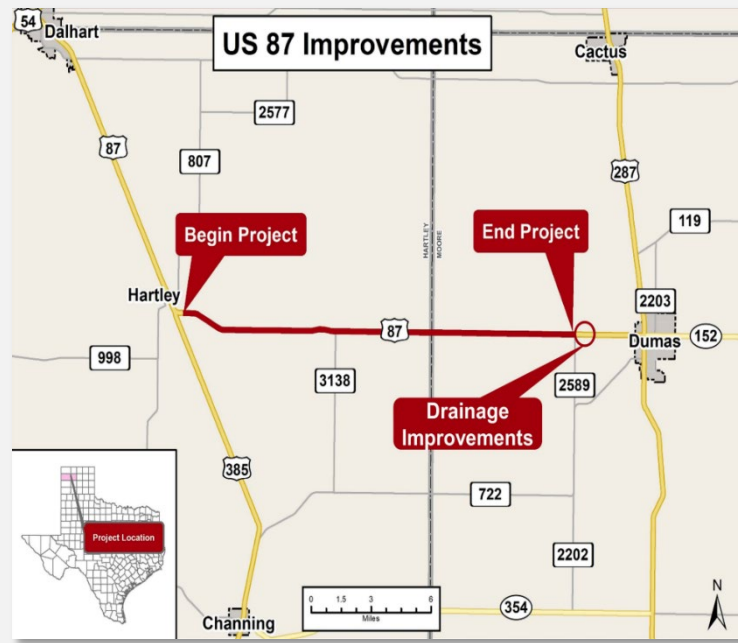 54
Dalhart
US 87 Improvements
Cactus
2577
87
807
287
119
Begin Project
End Project
HARTLEY
MOORE
Hartley
2203
87
152
Dumas
998
3138
2589
Drainage
Improvements
385
722
Project Location
2202
0 1.5 3 6
Miles
354
Channing
N